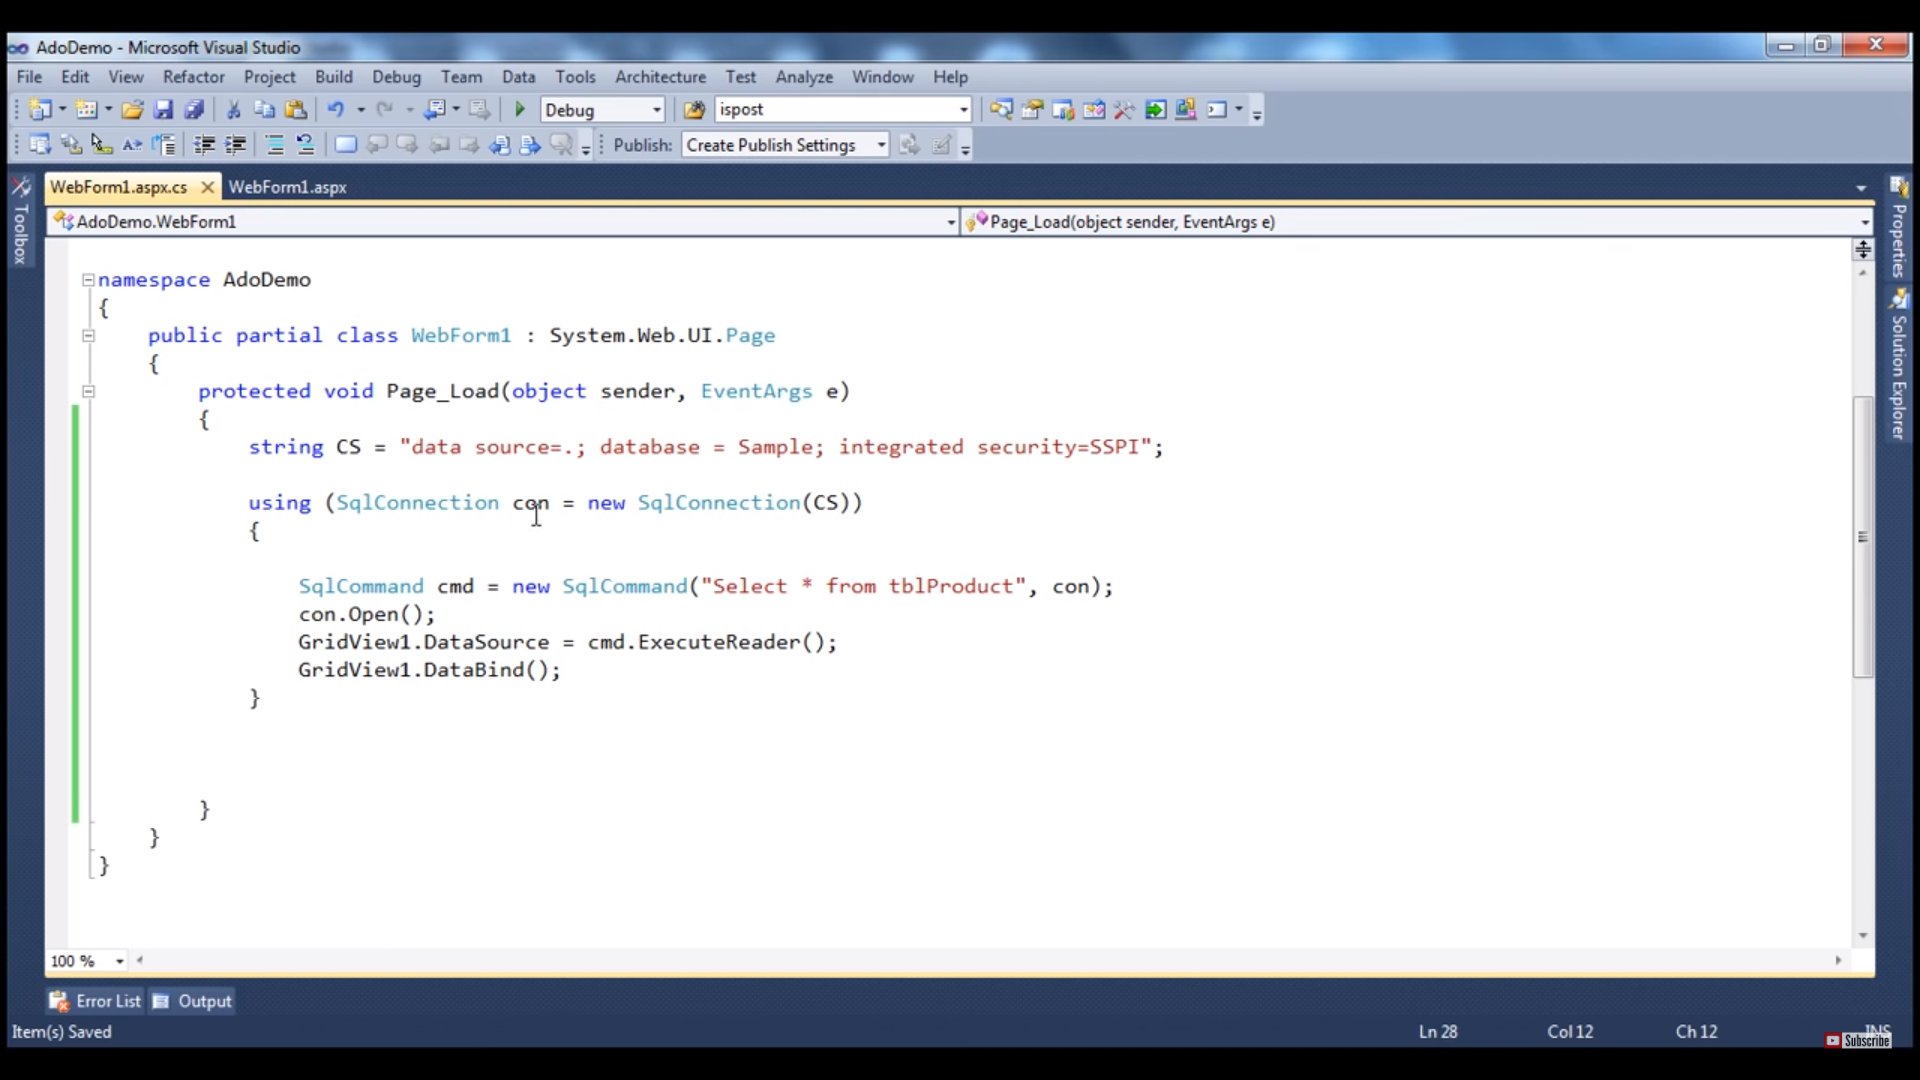 AdoDemo - Microsoft Visual Studio
File Edit View Refactor Project Build Debug Team Data Tools Architecture Test Analyze Window Help
Debug ispost
Publish: Create Publish Settings
WebForm1.aspx.cs WebForm1.aspx
AdoDemo.WebForm1 Page_Load(object sender, EventArgs e)
Toolbox
Properties
Solution Explorer
namespace AdoDemo
{
public partial class WebForm1 : System.Web.UI.Page
{
protected void Page_Load(object sender, EventArgs e)
{
string CS = "data source=.; database = Sample; integrated security=SSPI";
using (SqlConnection con = new SqlConnection(CS))
{
SqlCommand cmd = new SqlCommand("Select * from tblProduct", con);
con.Open();
GridView1.DataSource = cmd.ExecuteReader();
GridView1.DataBind();
}
}
}
}
100 %
Error List Output
Item(s) Saved Ln 28 Col 12 Ch 12 INS
Subscribe